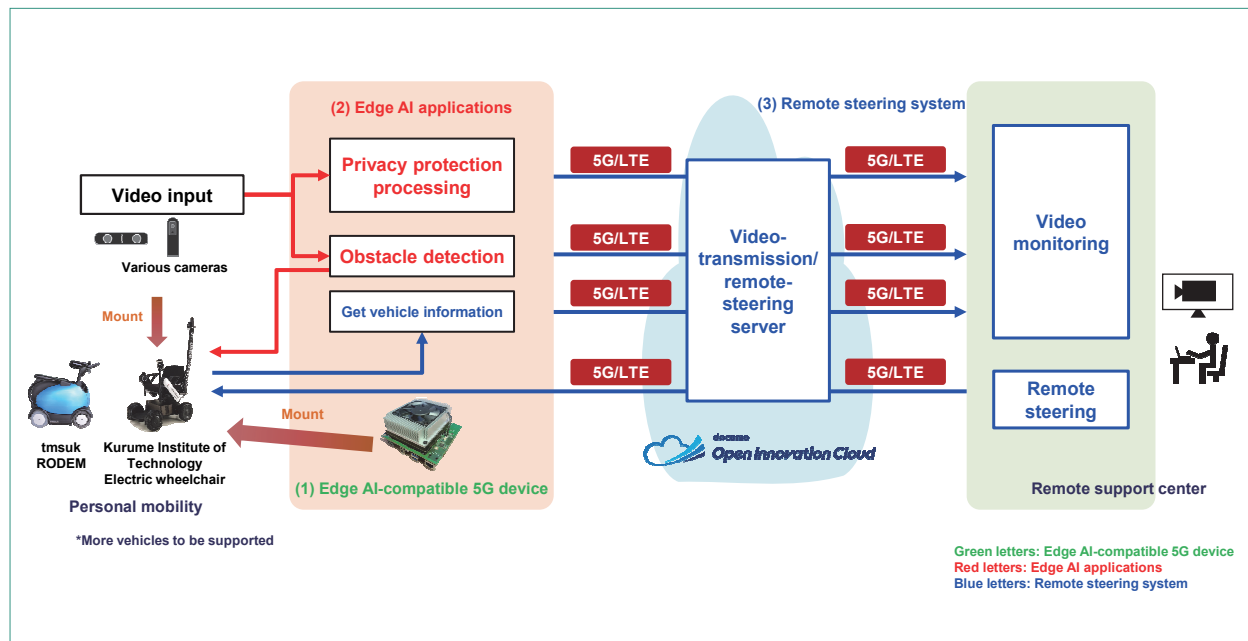 (2) Edge AI applications
(3) Remote steering system
Privacy protection
processing
5G/LTE
5G/LTE
Video input
Various cameras
Obstacle detection
5G/LTE
5G/LTE
Video-
transmission/
remote-
steering
server
Video
monitoring
Get vehicle information
5G/LTE
5G/LTE
Mount
5G/LTE
5G/LTE
Remote
steering
Mount
tmsuk
RODEM
Kurume Institute of
Technology
Electric wheelchair
docomo
Open Innovation Cloud
(1) Edge AI-compatible 5G device
Remote support center
Personal mobility
*More vehicles to be supported
Green letters: Edge AI-compatible 5G device
Red letters: Edge AI applications
Blue letters: Remote steering system